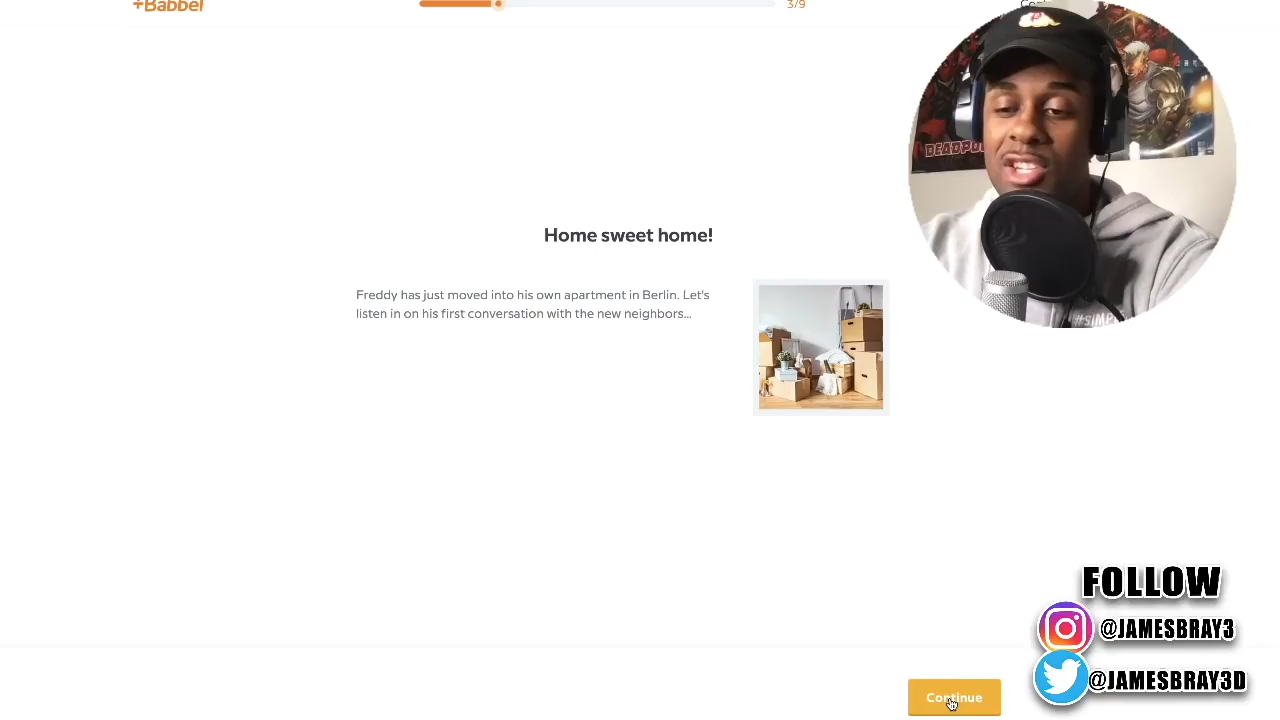 +Babbel
3/9
Home sweet home!
Freddy has just moved into his own apartment in Berlin. Let's
listen in on his first conversation with the new neighbors...
DEADPO
#SIMP
Continue
FOLLOW
@JAMESBRAY3
@JAMESBRAY3D